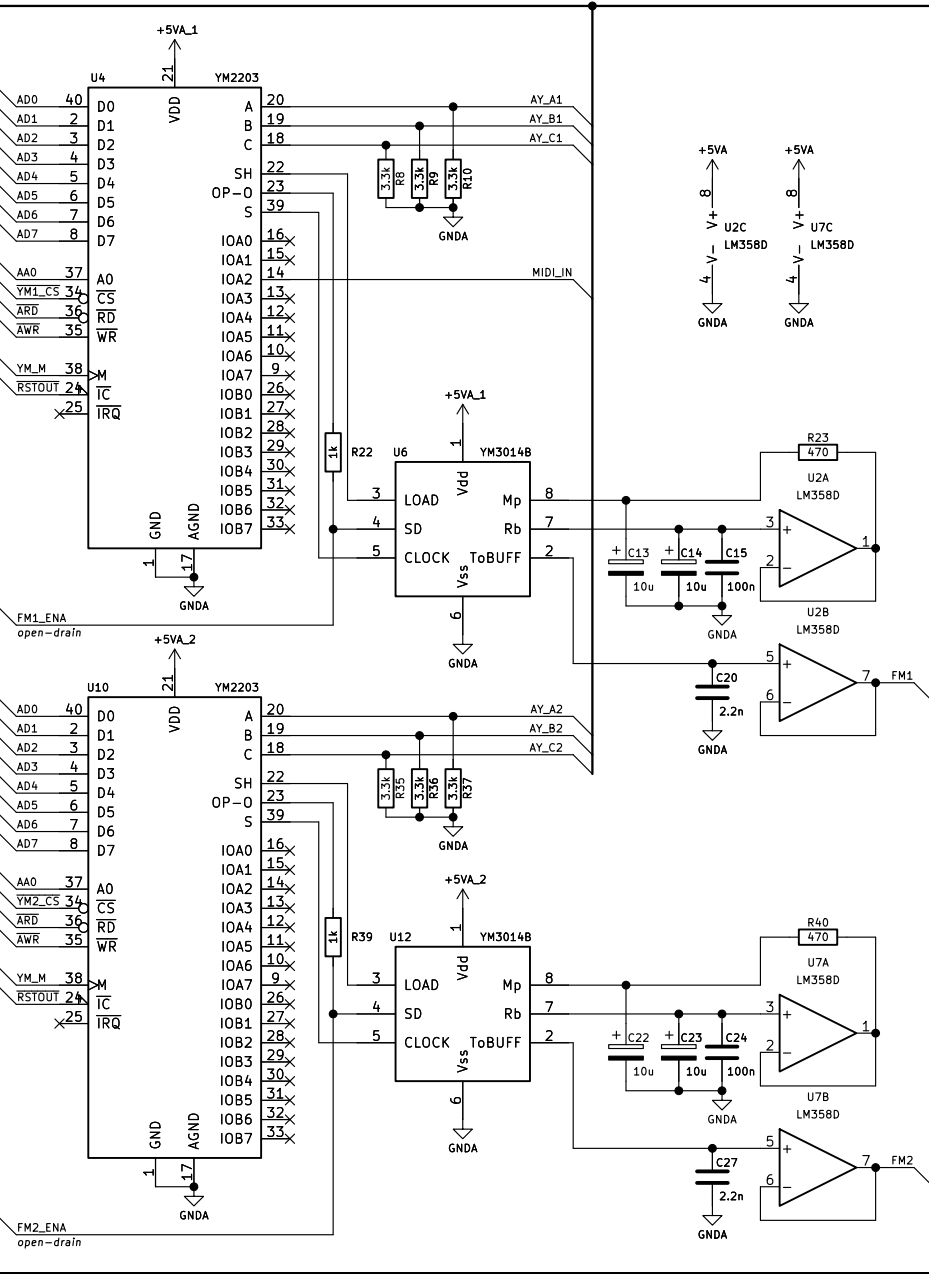 +5VA_1
21
U4 YM2203
VDD
AD0 40 D0 A 20 AY_A1
AD1 2 D1 B 19 AY_B1
AD2 3 D2 C 18 AY_C1
AD3 4 D3
AD4 5 D4 SH 22
AD5 6 D5 OP-O 23
AD6 7 D6 S 39
AD7 8 D7
3.3k R8 3.3k R9 3.3k R10
GNDA
IOA0 16
IOA1 15
AA0 37 A0 IOA2 14 MIDI_IN
YM1_CS 34 CS IOA3 13
ARD 36 RD IOA4 12
AWR 35 WR IOA5 11
IOA6 10
YM_M 38 M IOA7 9
RSTOUT 24 IC IOB0 26
25 IRQ IOB1 27
IOB2 28
IOB3 29
IOB4 30
IOB5 31
IOB6 32
IOB7 33
GND AGND
1 17
GNDA
+5VA +5VA
8 8
V+ V+
U2C U7C
LM358D LM358D
V- V-
4 4
GNDA GNDA
1k R22
+5VA_1
1
U6 YM3014B
Vdd
3 LOAD Mp 8
4 SD Rb 7
5 CLOCK ToBUFF 2
Vss
6
GNDA
R23
470
U2A
LM358D
3 +
1
2 -
+ C13 + C14 C15
10u 10u 100n
GNDA
U2B
LM358D
5 +
7 FM1
6 -
C20
2.2n
GNDA
FM1_ENA
open-drain
+5VA_2
21
U10 YM2203
VDD
AD0 40 D0 A 20 AY_A2
AD1 2 D1 B 19 AY_B2
AD2 3 D2 C 18 AY_C2
AD3 4 D3
AD4 5 D4 SH 22
AD5 6 D5 OP-O 23
AD6 7 D6 S 39
AD7 8 D7
3.3k R35 3.3k R36 3.3k R37
GNDA
IOA0 16
IOA1 15
AA0 37 A0 IOA2 14
YM2_CS 34 CS IOA3 13
ARD 36 RD IOA4 12
AWR 35 WR IOA5 11
IOA6 10
YM_M 38 M IOA7 9
RSTOUT 24 IC IOB0 26
25 IRQ IOB1 27
IOB2 28
IOB3 29
IOB4 30
IOB5 31
IOB6 32
IOB7 33
GND AGND
1 17
GNDA
1k R39
+5VA_2
1
U12 YM3014B
Vdd
3 LOAD Mp 8
4 SD Rb 7
5 CLOCK ToBUFF 2
Vss
6
GNDA
R40
470
U7A
LM358D
3 +
1
2 -
+ C22 + C23 C24
10u 10u 100n
GNDA
U7B
LM358D
5 +
7 FM2
6 -
C27
2.2n
GNDA
FM2_ENA
open-drain